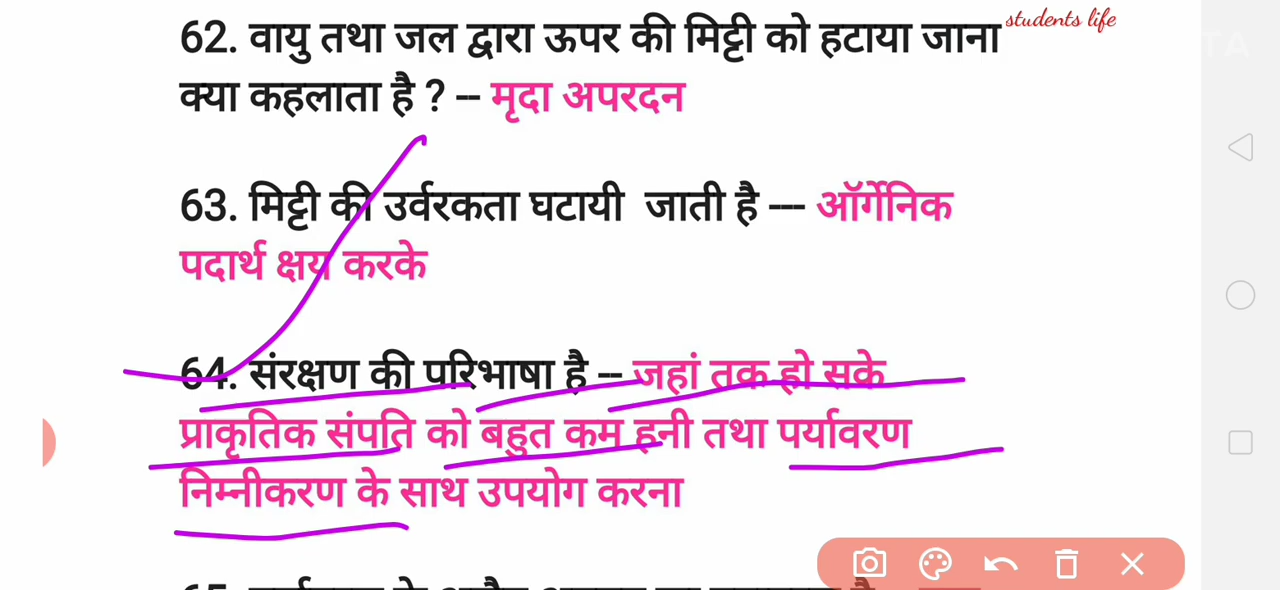 students life
62. वायु तथा जल द्वारा ऊपर की मिट्टी को हटाया जाना
क्या कहलाता है ? -- मृदा अपरदन
63. मिट्टी की उर्वरकता घटायी जाती है --- ऑर्गेनिक
पदार्थ क्षय करके
64. संरक्षण की परिभाषा है -- जहां तक हो सके
प्राकृतिक संपति को बहुत कम हनी तथा पर्यावरण
निम्नीकरण के साथ उपयोग करना